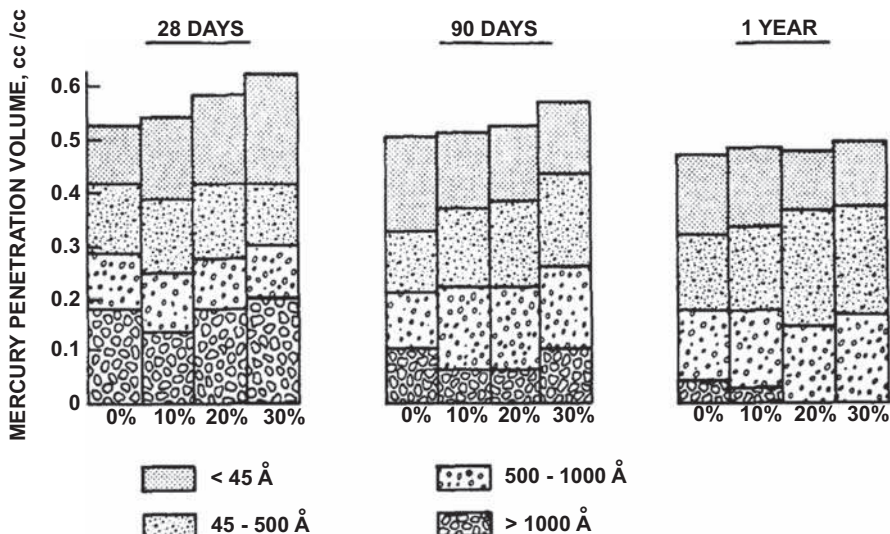 28 DAYS
90 DAYS
1 YEAR
MERCURY PENETRATION VOLUME, cc /cc
0.6
0.5
0.4
0.3
0.2
0.1
0
0% 10% 20% 30%
0% 10% 20% 30%
0% 10% 20% 30%
< 45 Å
500 - 1000 Å
45 - 500 Å
> 1000 Å